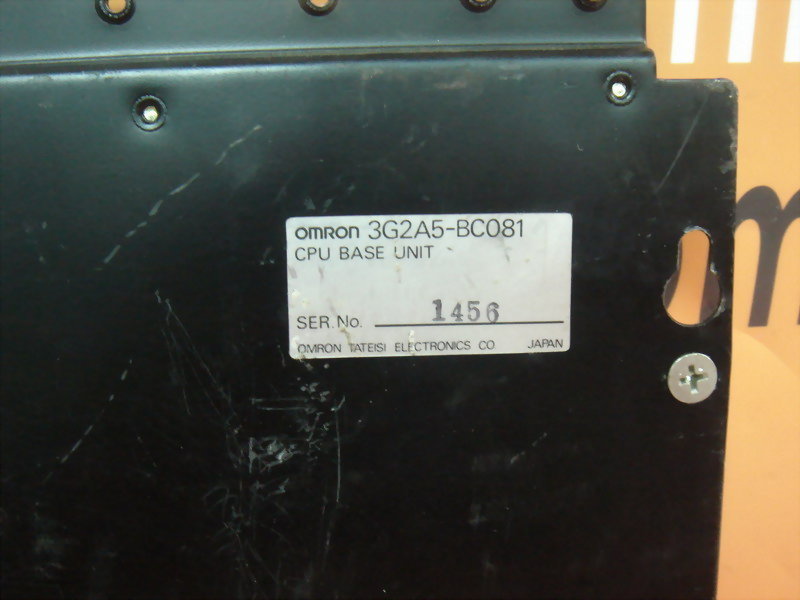 omron 3G2A5-BC081
CPU BASE UNIT
SER.No. 1456
OMRON TATEISI ELECTRONICS CO JAPAN